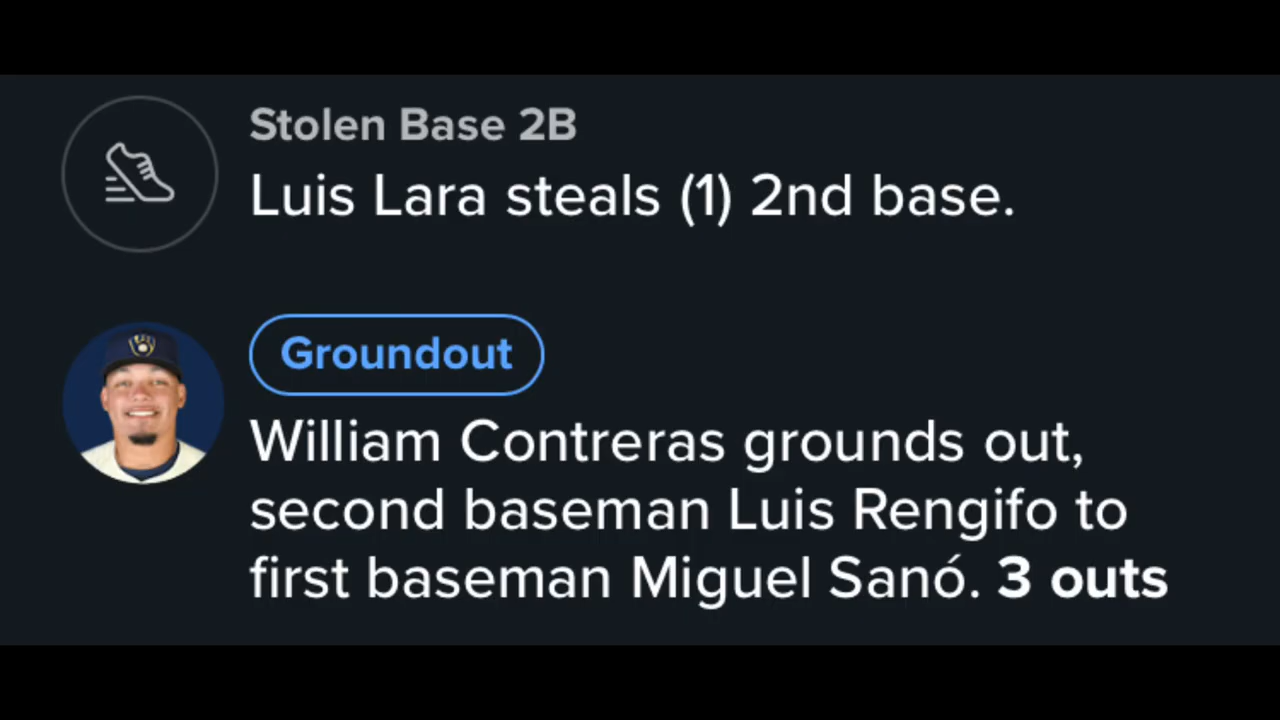 Stolen Base 2B
Luis Lara steals (1) 2nd base.
Groundout
William Contreras grounds out,
second baseman Luis Rengifo to
first baseman Miguel Sanó. 3 outs